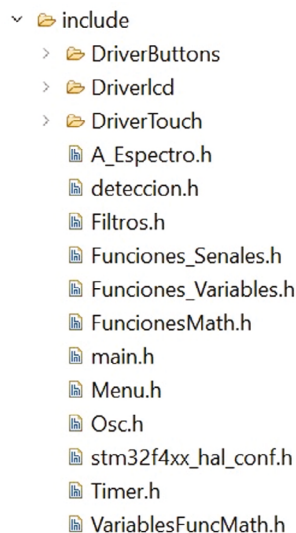 include
DriverButtons
Driverlcd
DriverTouch
A_Espectro.h
deteccion.h
Filtros.h
Funciones_Senales.h
Funciones_Variables.h
FuncionesMath.h
main.h
Menu.h
Osc.h
stm32f4xx_hal_conf.h
Timer.h
VariablesFuncMath.h